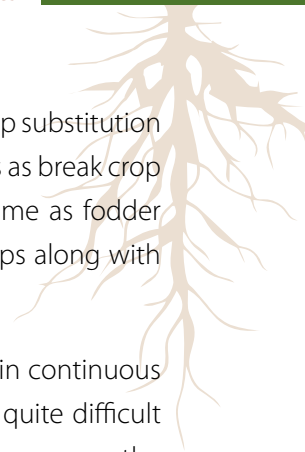 p substitution
as break crop
me as fodder
ps along with
in continuous
quite difficult